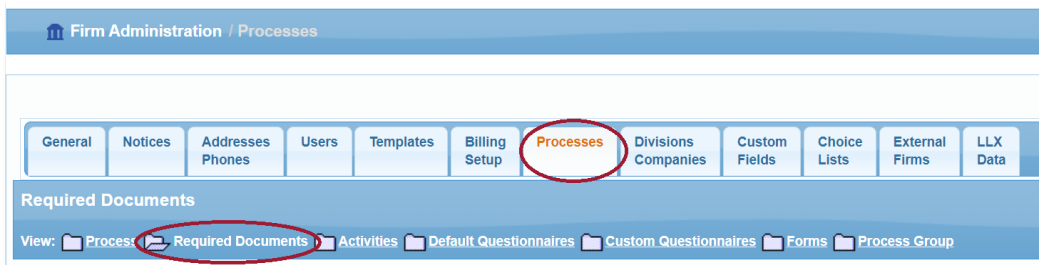 Firm Administration / Processes
General Notices Addresses Phones Users Templates Billing Setup Processes Divisions Companies Custom Fields Choice Lists External Firms LLX Data
Required Documents
View: Process Required Documents Activities Default Questionnaires Custom Questionnaires Forms Process Group